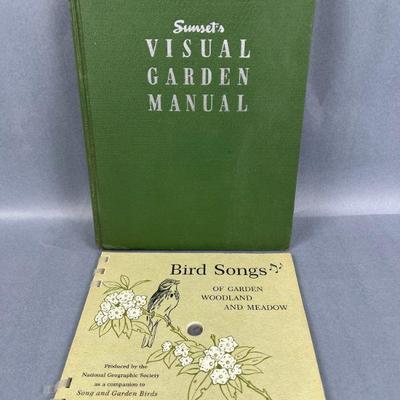 Sunset's
VISUAL
GARDEN
MANUAL
Bird Songs
OF GARDEN
WOODLAND
AND MEADOW
Produced by the
National Geographic Society
as a companion to
Song and Garden Birds